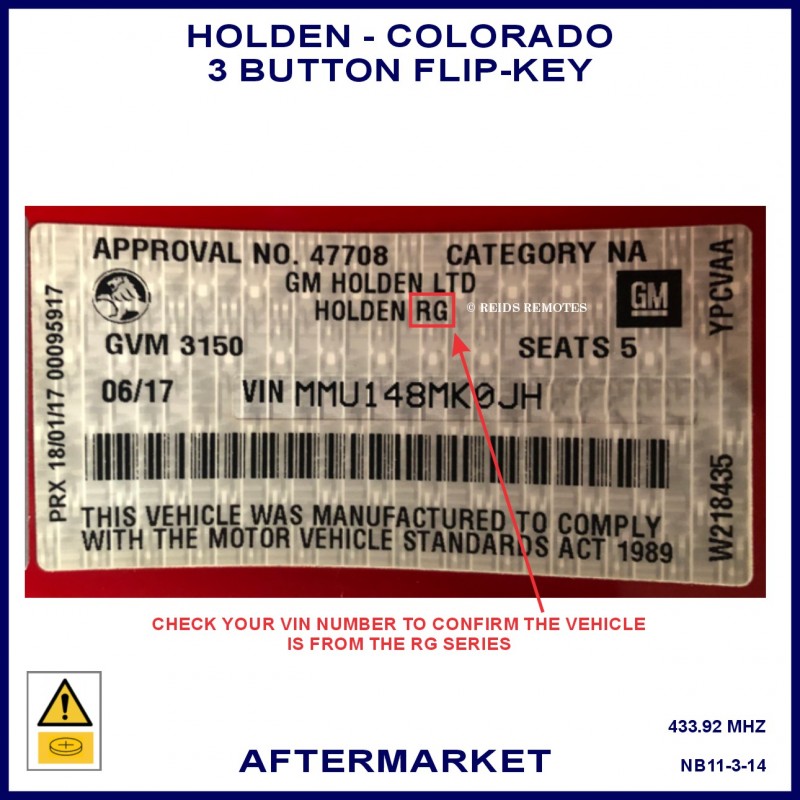 HOLDEN - COLORADO
3 BUTTON FLIP-KEY
APPROVAL NO. 47708 CATEGORY NA
GM HOLDEN LTD
HOLDEN RG
© REIDS REMOTES
GM
GVM 3150 SEATS 5
06/17 VIN MMU148MK0JH
THIS VEHICLE WAS MANUFACTURED TO COMPLY
WITH THE MOTOR VEHICLE STANDARDS ACT 1989
PRX 18/01/17 00095917
YPCVAA
W218435
CHECK YOUR VIN NUMBER TO CONFIRM THE VEHICLE
IS FROM THE RG SERIES
433.92 MHZ
AFTERMARKET
NB11-3-14